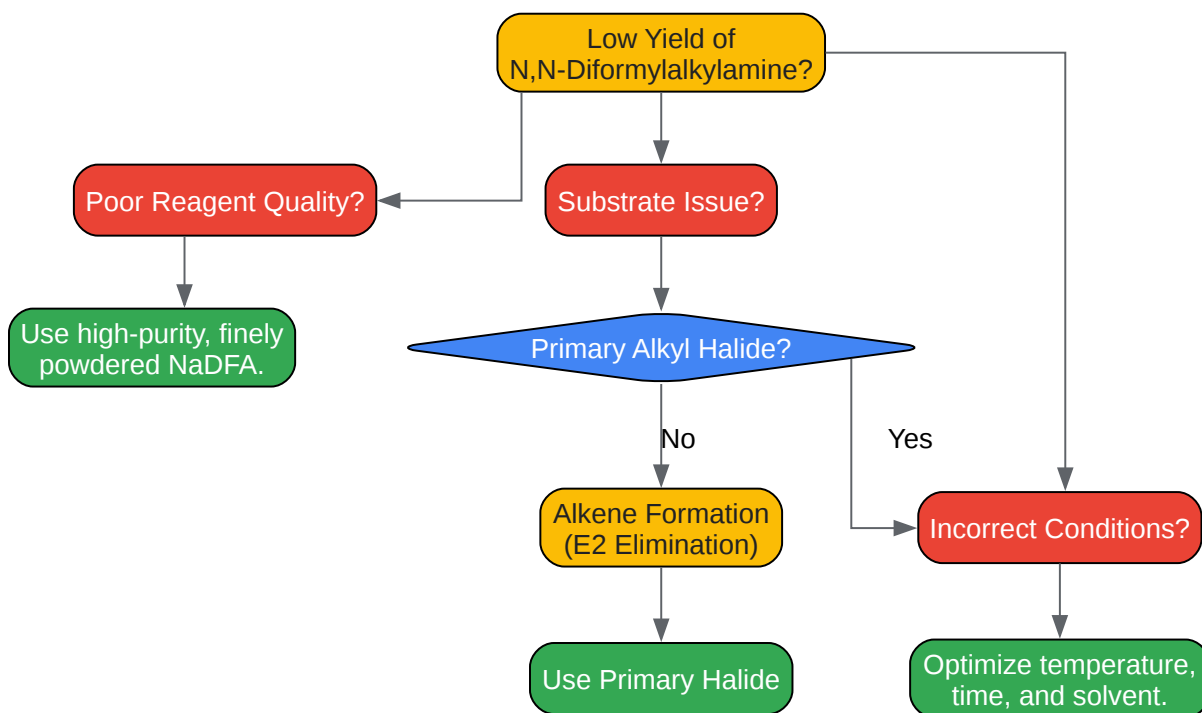 Low Yield of
N,N-Diformylalkylamine?
Poor Reagent Quality?
Substrate Issue?
Use high-purity, finely
powdered NaDFA.
Primary Alkyl Halide?
No
Yes
Alkene Formation
(E2 Elimination)
Incorrect Conditions?
Use Primary Halide
Optimize temperature,
time, and solvent.